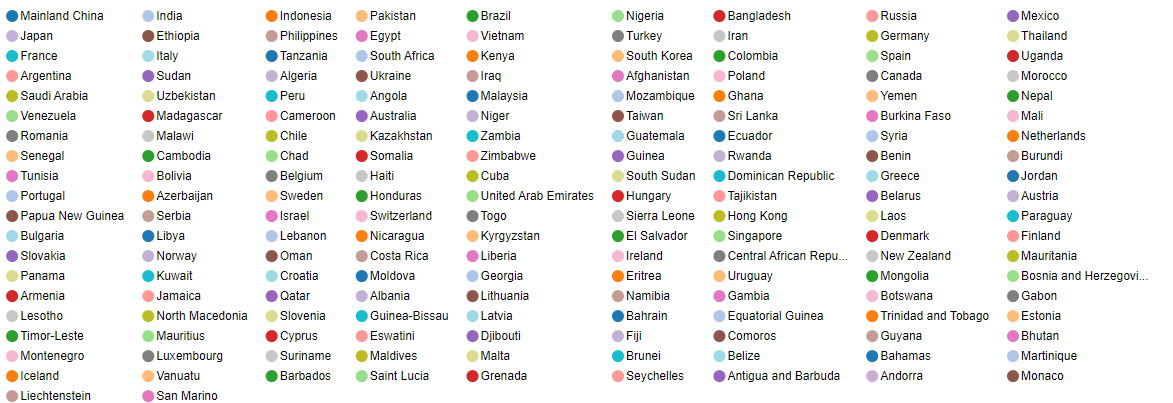 Mainland China India Indonesia Pakistan Brazil Nigeria Bangladesh Russia Mexico
Japan Ethiopia Philippines Egypt Vietnam Turkey Iran Germany Thailand
France Italy Tanzania South Africa Kenya South Korea Colombia Spain Uganda
Argentina Sudan Algeria Ukraine Iraq Afghanistan Poland Canada Morocco
Saudi Arabia Uzbekistan Peru Angola Malaysia Mozambique Ghana Yemen Nepal
Venezuela Madagascar Cameroon Australia Niger Taiwan Sri Lanka Burkina Faso Mali
Romania Malawi Chile Kazakhstan Zambia Guatemala Ecuador Syria Netherlands
Senegal Cambodia Chad Somalia Zimbabwe Guinea Rwanda Benin Burundi
Tunisia Bolivia Belgium Haiti Cuba South Sudan Dominican Republic Greece Jordan
Portugal Azerbaijan Sweden Honduras United Arab Emirates Hungary Tajikistan Belarus Austria
Papua New Guinea Serbia Israel Switzerland Togo Sierra Leone Hong Kong Laos Paraguay
Bulgaria Libya Lebanon Nicaragua Kyrgyzstan El Salvador Singapore Denmark Finland
Slovakia Norway Oman Costa Rica Liberia Ireland Central African Repu... New Zealand Mauritania
Panama Kuwait Croatia Moldova Georgia Eritrea Uruguay Mongolia Bosnia and Herzegovi...
Armenia Jamaica Qatar Albania Lithuania Namibia Gambia Botswana Gabon
Lesotho North Macedonia Slovenia Guinea-Bissau Latvia Bahrain Equatorial Guinea Trinidad and Tobago Estonia
Timor-Leste Mauritius Cyprus Eswatini Djibouti Fiji Comoros Guyana Bhutan
Montenegro Luxembourg Suriname Maldives Malta Brunei Belize Bahamas Martinique
Iceland Vanuatu Barbados Saint Lucia Grenada Seychelles Antigua and Barbuda Andorra Monaco
Liechtenstein San Marino